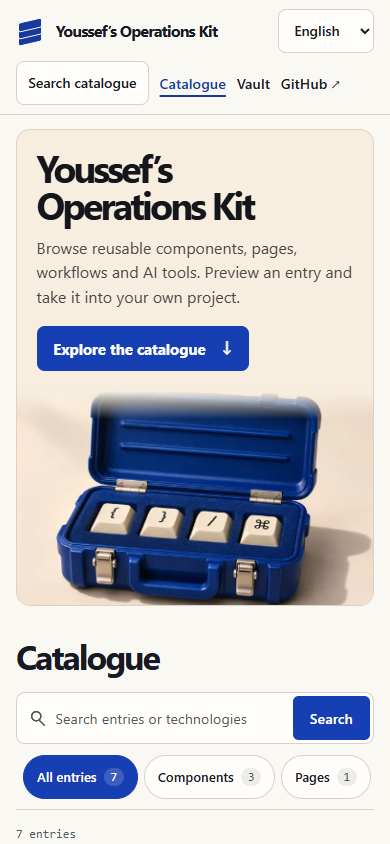 Youssef's Operations Kit
English
Search catalogue
Catalogue
Vault
GitHub ↗
Youssef's
Operations Kit
Browse reusable components, pages,
workflows and AI tools. Preview an entry and
take it into your own project.
Explore the catalogue ↓
{ } / ⌘
Catalogue
Search entries or technologies
Search
All entries 7
Components 3
Pages 1
7 entries